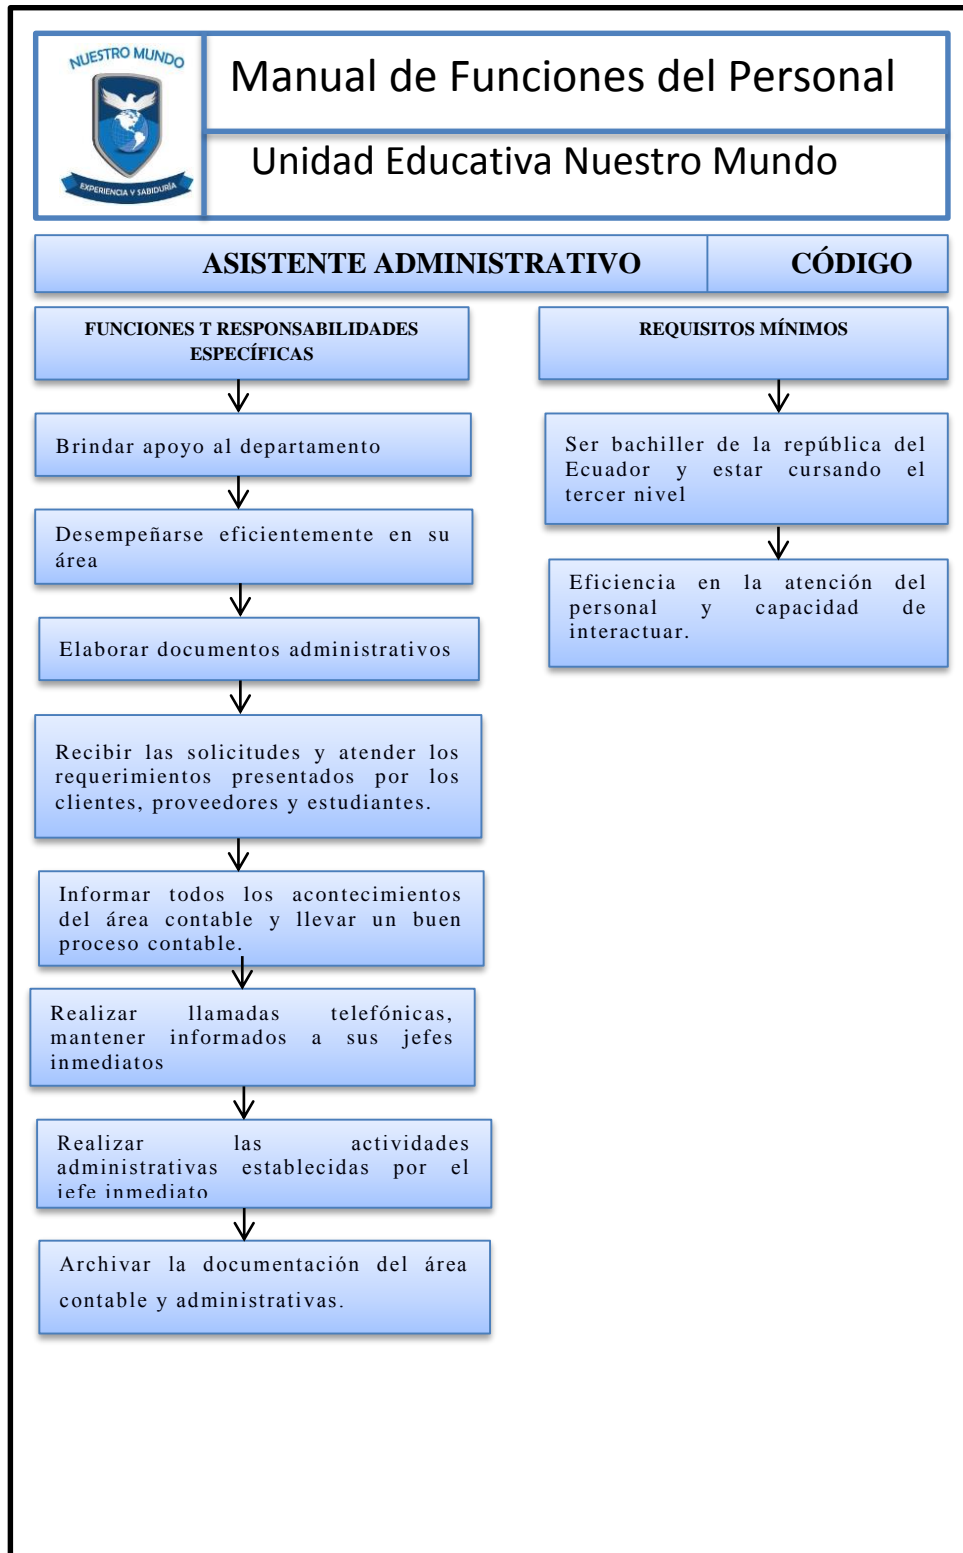 NUESTRO MUNDO
EXPERIENCIA Y SABIDURÍA
Manual de Funciones del Personal
Unidad Educativa Nuestro Mundo
ASISTENTE ADMINISTRATIVO
CÓDIGO
FUNCIONES T RESPONSABILIDADES
ESPECÍFICAS
Brindar apoyo al departamento
Desempeñarse eficientemente en su
área
Elaborar documentos administrativos
Recibir las solicitudes y atender los
requerimientos presentados por los
clientes, proveedores y estudiantes.
Informar todos los acontecimientos
del área contable y llevar un buen
proceso contable.
Realizar llamadas telefónicas,
mantener informados a sus jefes
inmediatos
Realizar las actividades
administrativas establecidas por el
jefe inmediato
Archivar la documentación del área
contable y administrativas.
REQUISITOS MÍNIMOS
Ser bachiller de la república del
Ecuador y estar cursando el
tercer nivel
Eficiencia en la atención del
personal y capacidad de
interactuar.